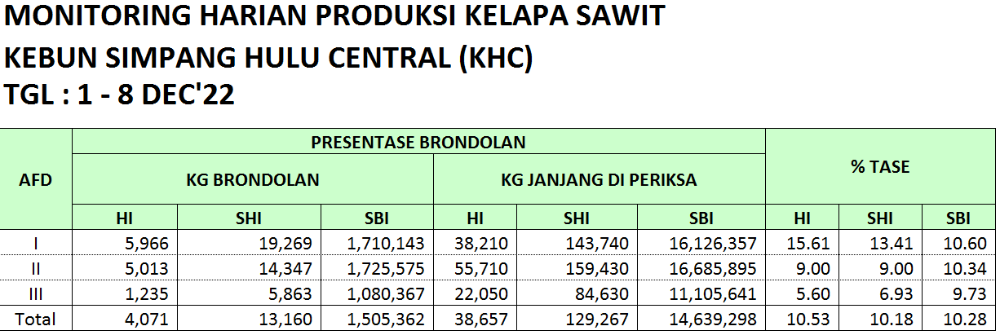 MONITORING HARIAN PRODUKSI KELAPA SAWIT
KEBUN SIMPANG HULU CENTRAL (KHC)
TGL : 1 - 8 DEC'22
AFD PRESENTASE BRONDOLAN % TASE
KG BRONDOLAN KG JANJANG DI PERIKSA
HI SHI SBI HI SHI SBI HI SHI SBI
I 5,966 19,269 1,710,143 38,210 143,740 16,126,357 15.61 13.41 10.60
II 5,013 14,347 1,725,575 55,710 159,430 16,685,895 9.00 9.00 10.34
III 1,235 5,863 1,080,367 22,050 84,630 11,105,641 5.60 6.93 9.73
Total 4,071 13,160 1,505,362 38,657 129,267 14,639,298 10.53 10.18 10.28